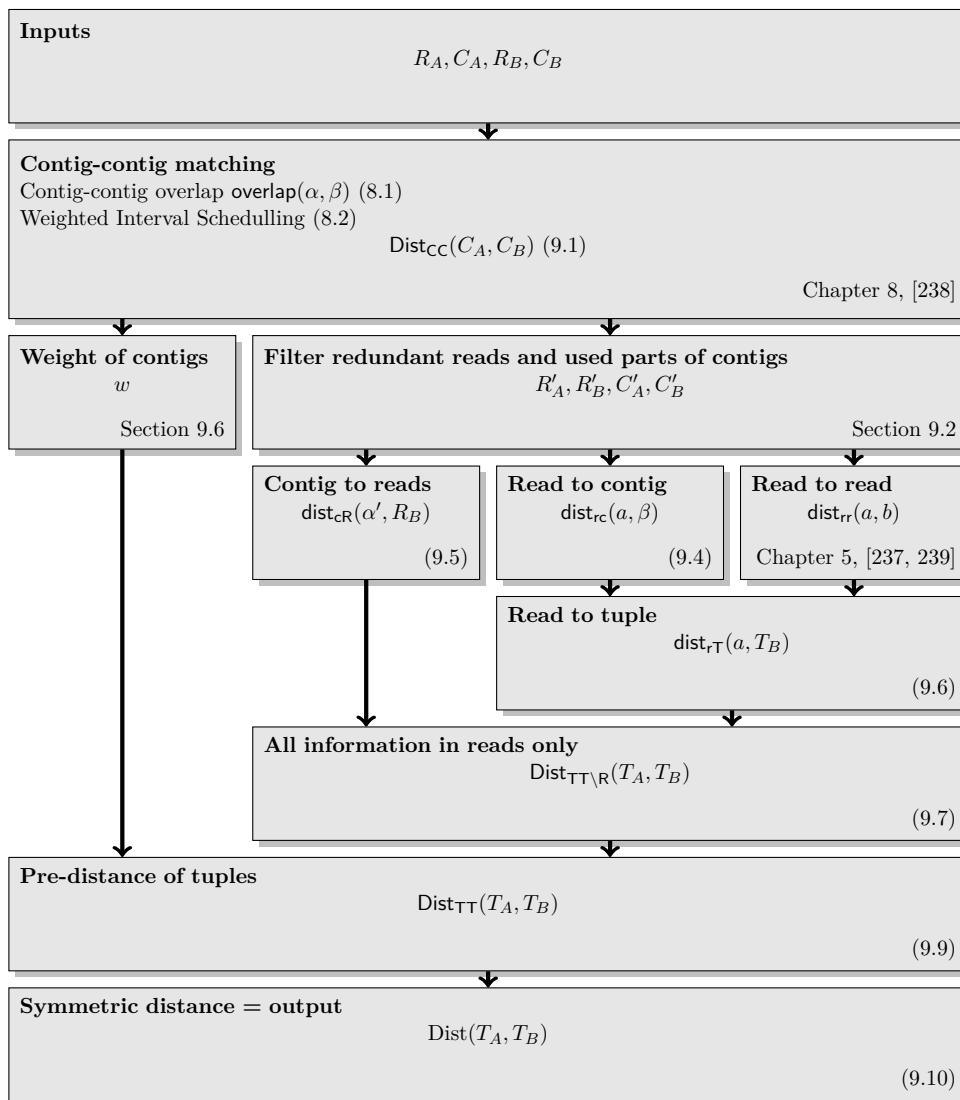 Inputs
R_A, C_A, R_B, C_B
Contig-contig matching
Contig-contig overlap overlap(α, β) (8.1)
Weighted Interval Schedulling (8.2)
Dist_CC(C_A, C_B) (9.1)
Chapter 8, [238]
Weight of contigs
w
Section 9.6
Filter redundant reads and used parts of contigs
R′_A, R′_B, C′_A, C′_B
Section 9.2
Contig to reads
dist_cR(α′, R_B)
(9.5)
Read to contig
dist_rc(a, β)
(9.4)
Read to read
dist_rr(a, b)
Chapter 5, [237, 239]
Read to tuple
dist_rT(a, T_B)
(9.6)
All information in reads only
Dist_TT\R(T_A, T_B)
(9.7)
Pre-distance of tuples
Dist_TT(T_A, T_B)
(9.9)
Symmetric distance = output
Dist(T_A, T_B)
(9.10)